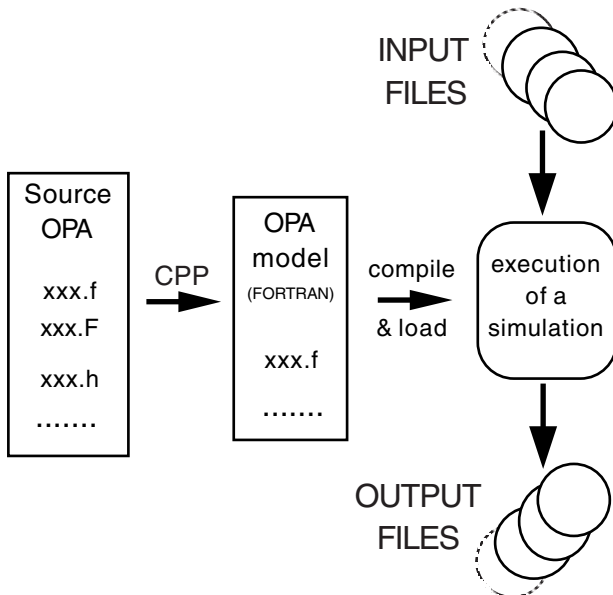 INPUT
FILES
Source
OPA
xxx.f
xxx.F
xxx.h
.......
CPP
OPA
model
(FORTRAN)
xxx.f
.......
compile
& load
execution
of a
simulation
OUTPUT
FILES